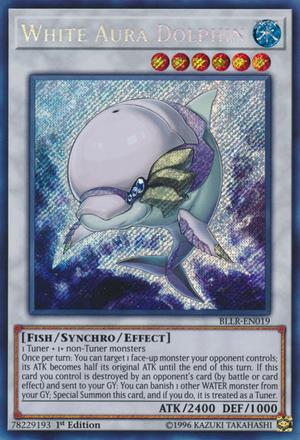 WHITE AURA DOLPHIN
BLLR-EN019
[FISH/SYNCHRO/EFFECT]
1 Tuner + 1+ non-Tuner monsters
Once per turn: You can target 1 face-up monster your opponent controls;
its ATK becomes half its original ATK until the end of this turn. If this
card you control is destroyed by an opponent's card (by battle or card
effect) and sent to your GY: You can banish 1 other WATER monster from
your GY; Special Summon this card, and if you do, it is treated as a Tuner.
ATK/2400 DEF/1000
78229193 1st Edition ©1996 KAZUKI TAKAHASHI